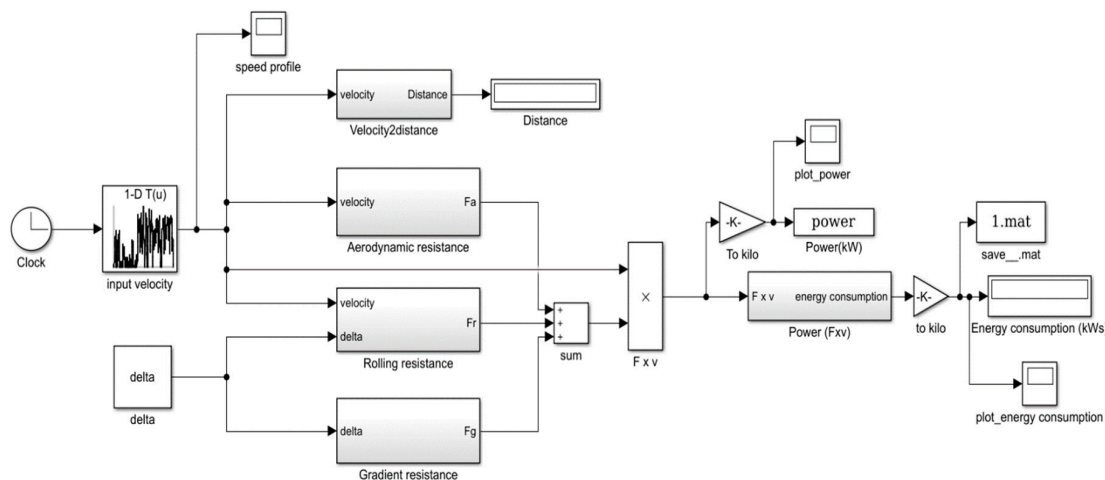 speed profile
velocity
Distance
Velocity2distance
Distance
plot_power
1-D T(u)
velocity
Fa
-K-
power
1.mat
Aerodynamic resistance
To kilo
Power(kW)
save__.mat
Clock
input velocity
velocity
×
F x v
energy consumption
-K-
delta
Fr
+
+
+
Power (Fxv)
to kilo
Energy consumption (kWs
Rolling resistance
sum
F x v
delta
delta
plot_energy consumption
delta
Fg
Gradient resistance